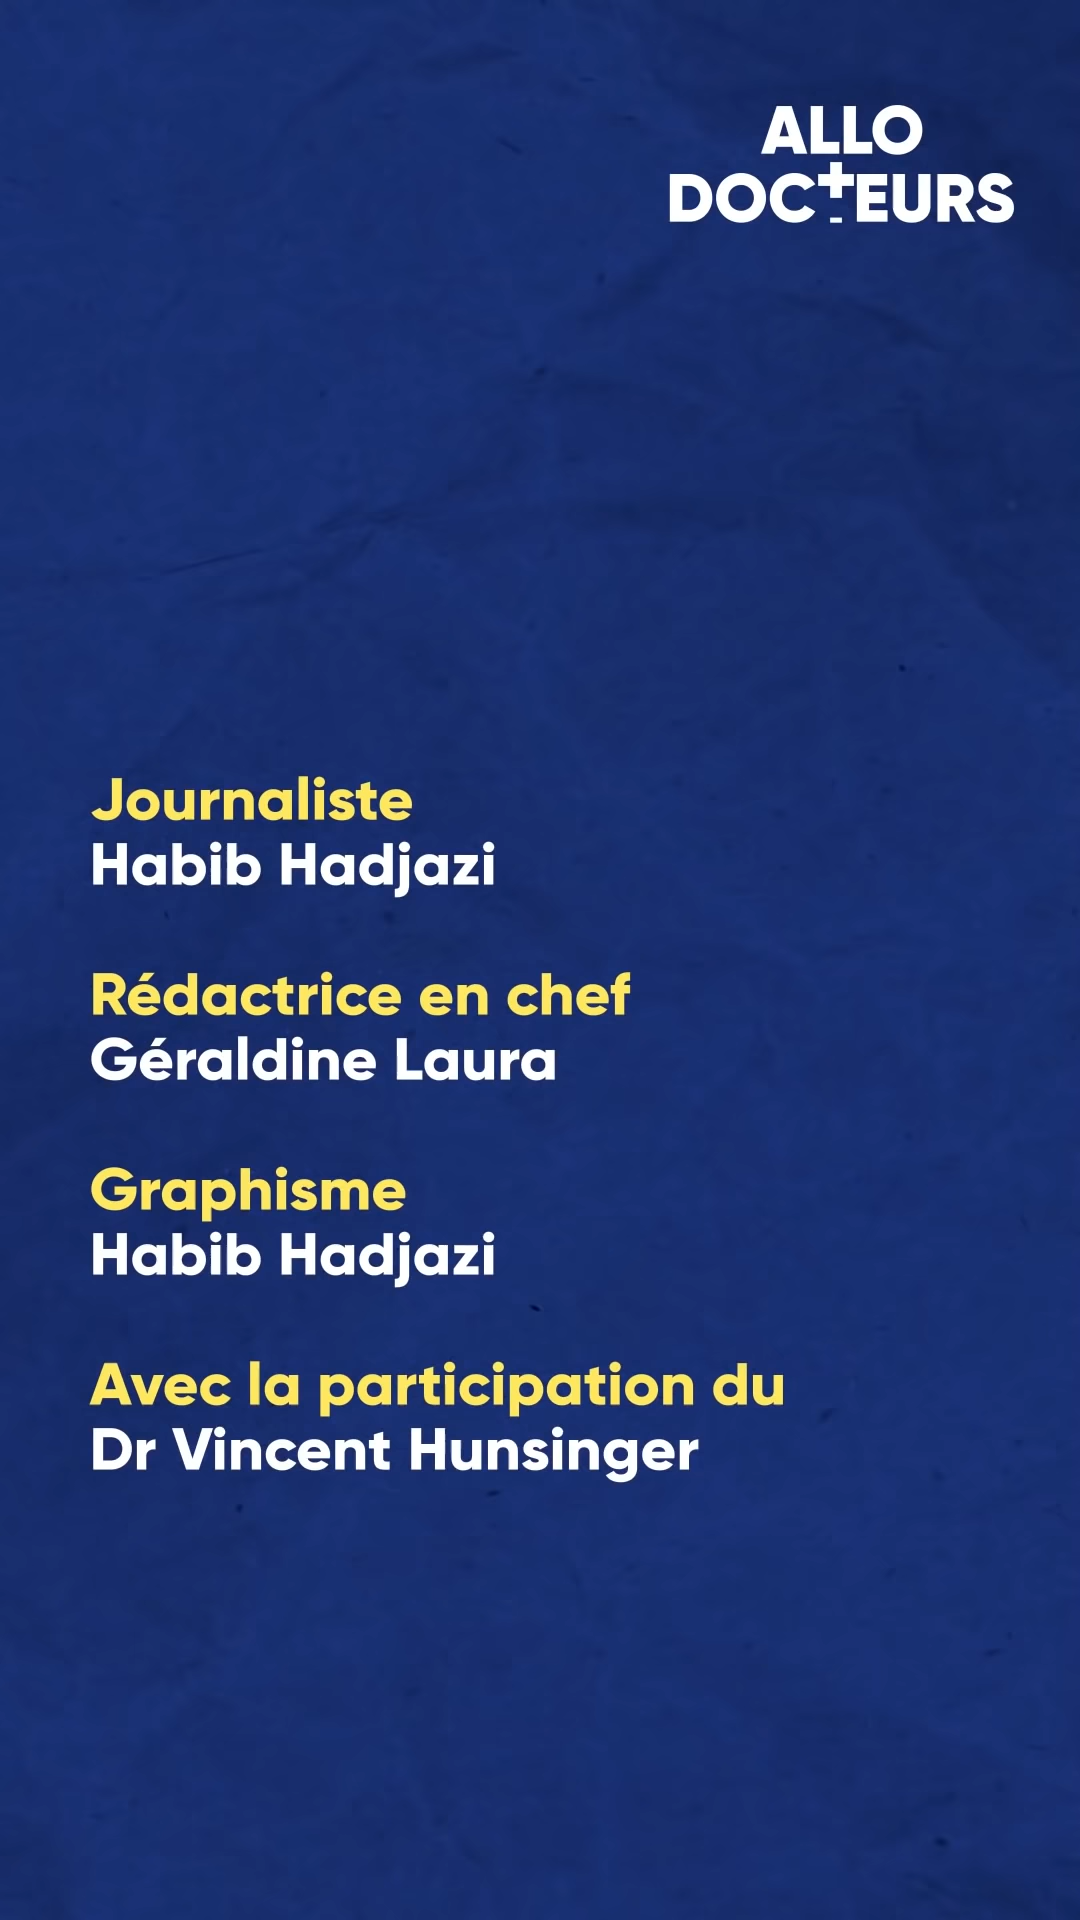 ALLO
DOCTEURS
Journaliste
Habib Hadjazi
Rédactrice en chef
Géraldine Laura
Graphisme
Habib Hadjazi
Avec la participation du
Dr Vincent Hunsinger